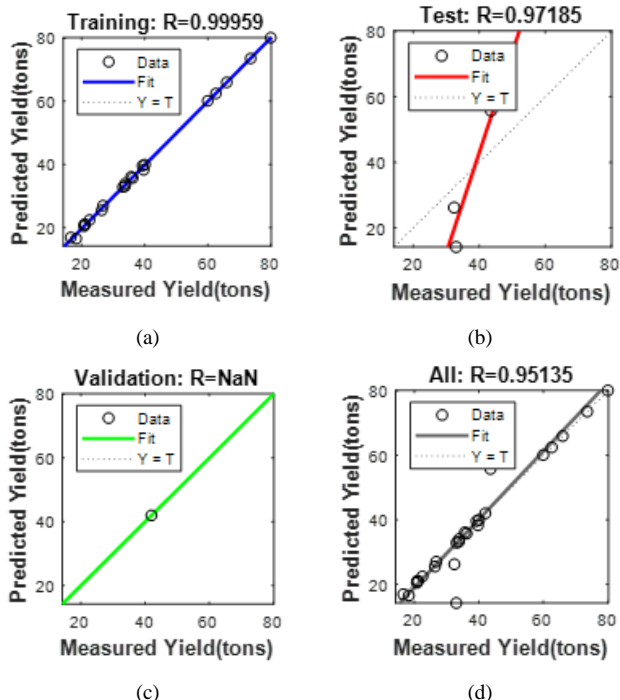 Training: R=0.99959
Predicted Yield(tons)
80
60
40
20
Data
Fit
Y = T
20 40 60 80
Measured Yield(tons)
(a)
Test: R=0.97185
Predicted Yield(tons)
80
60
40
20
Data
Fit
Y = T
20 40 60 80
Measured Yield(tons)
(b)
Validation: R=NaN
Predicted Yield(tons)
80
60
40
20
Data
Fit
Y = T
20 40 60 80
Measured Yield(tons)
(c)
All: R=0.95135
Predicted Yield(tons)
80
60
40
20
Data
Fit
Y = T
20 40 60 80
Measured Yield(tons)
(d)